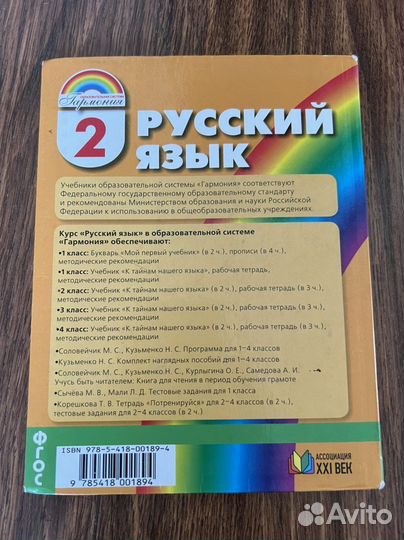 ОБРАЗОВАТЕЛЬНАЯ СИСТЕМА
Гармония
2
РУССКИЙ
ЯЗЫК
Учебники образовательной системы «Гармония» соответствуют
Федеральному государственному образовательному стандарту
и рекомендованы Министерством образования и науки Российской
Федерации к использованию в общеобразовательных учреждениях.
Курс «Русский язык» в образовательной системе
«Гармония» обеспечивают:
•1 класс: Букварь «Мой первый учебник» (в 2 ч.), прописи (в 4 ч.),
методические рекомендации
•1 класс: Учебник «К тайнам нашего языка», рабочая тетрадь,
методические рекомендации
•2 класс: Учебник «К тайнам нашего языка» (в 2 ч.), рабочая тетрадь (в 3 ч.),
методические рекомендации
•3 класс: Учебник «К тайнам нашего языка» (в 2 ч.), рабочая тетрадь (в 3 ч.),
методические рекомендации
•4 класс: Учебник «К тайнам нашего языка» (в 2 ч.), рабочая тетрадь (в 3 ч.),
методические рекомендации
•Соловейчик М. С., Кузьменко Н. С. Программа для 1–4 классов
•Кузьменко Н. С. Комплект наглядных пособий для 1–4 классов
•Соловейчик М. С., Кузьменко Н. С., Курлыгина О. Е., Самедова А. И.
Учусь быть читателем: Книга для чтения в период обучения грамоте
•Сычёва М. В., Мали Л. Д. Тестовые задания для 1 класса
•Корешкова Т. В. Тетрадь «Потренируйся» для 2–4 классов (в 2 ч.),
тестовые задания для 2–4 классов (в 2 ч.)
ФГОС
ISBN 978-5-418-00189-4
9 785418 001894
АССОЦИАЦИЯ
XXI ВЕК
Avito